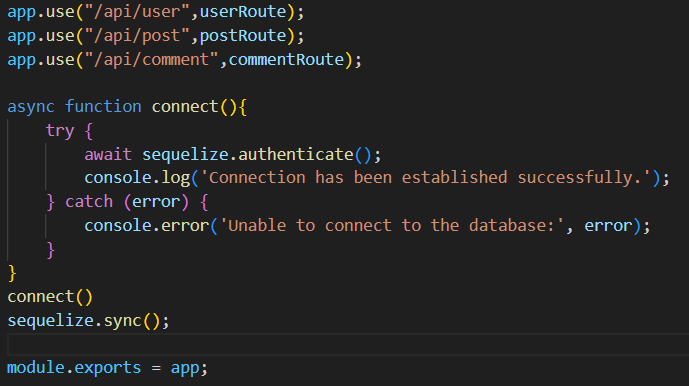 app.use("/api/user",userRoute);
app.use("/api/post",postRoute);
app.use("/api/comment",commentRoute);
async function connect(){
try {
await sequelize.authenticate();
console.log('Connection has been established successfully.');
} catch (error) {
console.error('Unable to connect to the database:', error);
}
}
connect()
sequelize.sync();
module.exports = app;